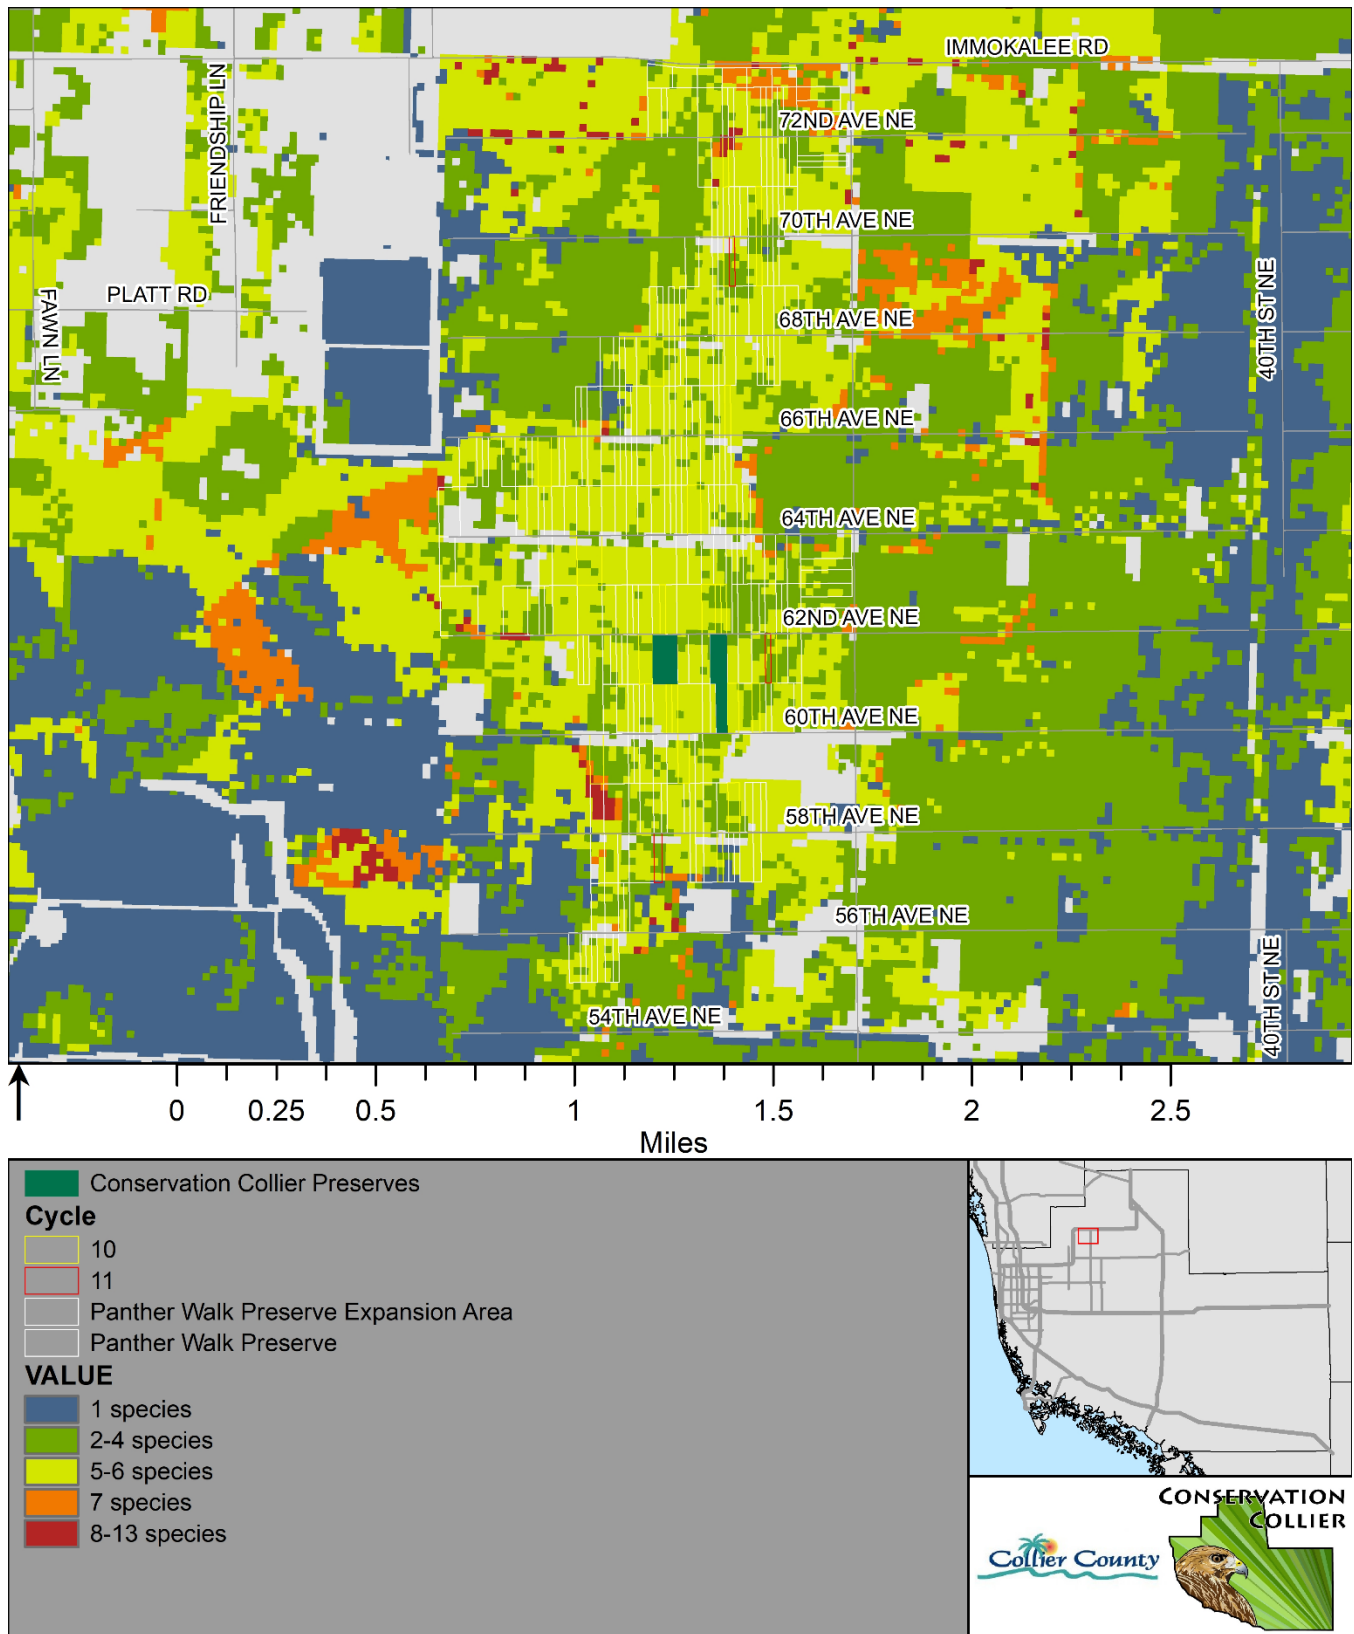 IMMOKALEE RD
FRIENDSHIP LN
72ND AVE NE
70TH AVE NE
PLATT RD
FAWN LN
68TH AVE NE
40TH ST NE
66TH AVE NE
64TH AVE NE
62ND AVE NE
60TH AVE NE
58TH AVE NE
56TH AVE NE
40TH ST NE
54TH AVE NE
0 0.25 0.5 1 1.5 2 2.5
Miles
Conservation Collier Preserves
Cycle
10
11
Panther Walk Preserve Expansion Area
Panther Walk Preserve
VALUE
1 species
2-4 species
5-6 species
7 species
8-13 species
CONSERVATION
COLLIER
Collier County